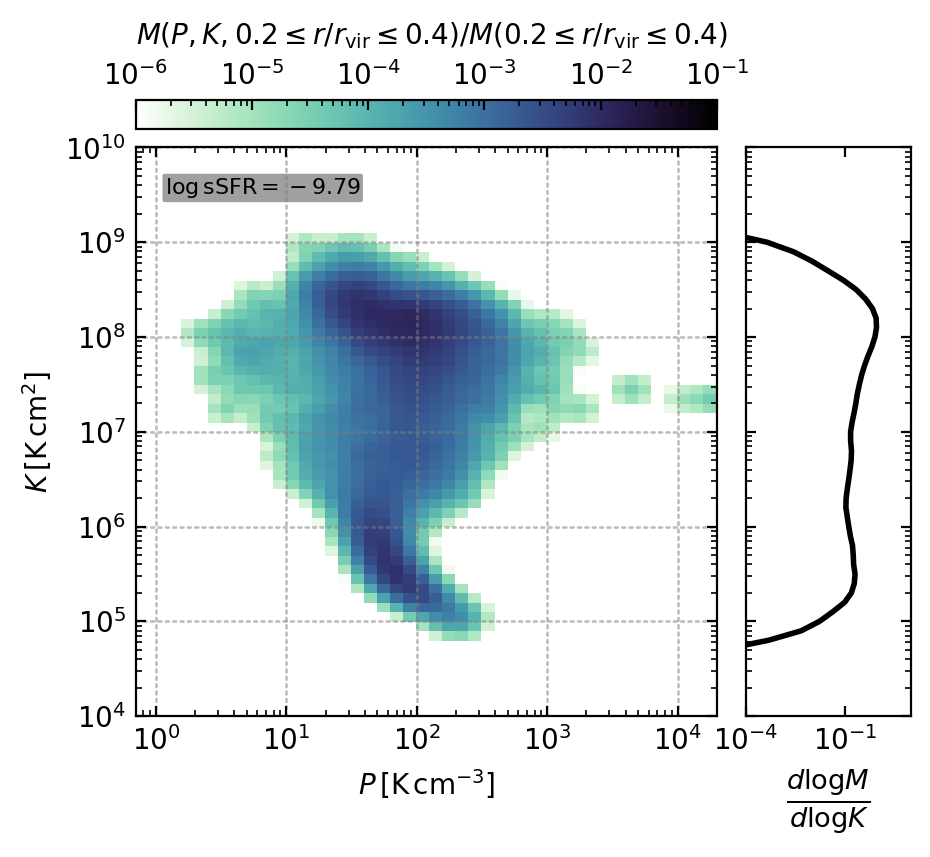 M(P, K, 0.2 ≤ r/r_vir ≤ 0.4)/M(0.2 ≤ r/r_vir ≤ 0.4)
10^−6 10^−5 10^−4 10^−3 10^−2 10^−1
log sSFR = −9.79
10^10
10^9
10^8
10^7
10^6
10^5
10^4
K [K cm^2]
10^0 10^1 10^2 10^3 10^4
P [K cm^−3]
10^−4 10^−1
dlogM
dlogK